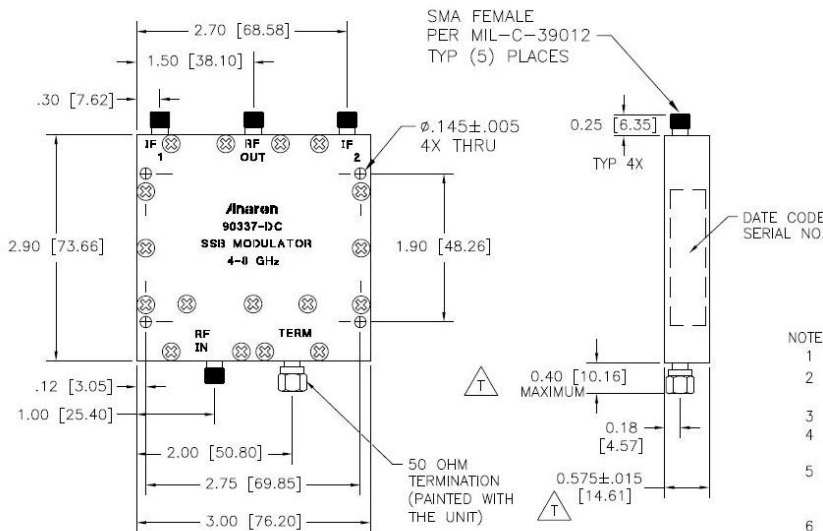 2.70 [68.58]
1.50 [38.10]
.30 [7.62]
SMA FEMALE
PER MIL-C-39012
TYP (5) PLACES
IF
1
RF
OUT
IF
2
Ø.145±.005
4X THRU
0.25 [6.35]
TYP 4X
Anaren
90337-DC
SSB MODULATOR
4-8 GHz
2.90 [73.66]
1.90 [48.26]
DATE CODE
SERIAL NO.
RF
IN
TERM
.12 [3.05]
1.00 [25.40]
2.00 [50.80]
2.75 [69.85]
3.00 [76.20]
50 OHM
TERMINATION
(PAINTED WITH
THE UNIT)
T
0.40 [10.16]
MAXIMUM
0.18
[4.57]
0.575±.015
[14.61]
T
NOTE
1
2
3
4
5
6